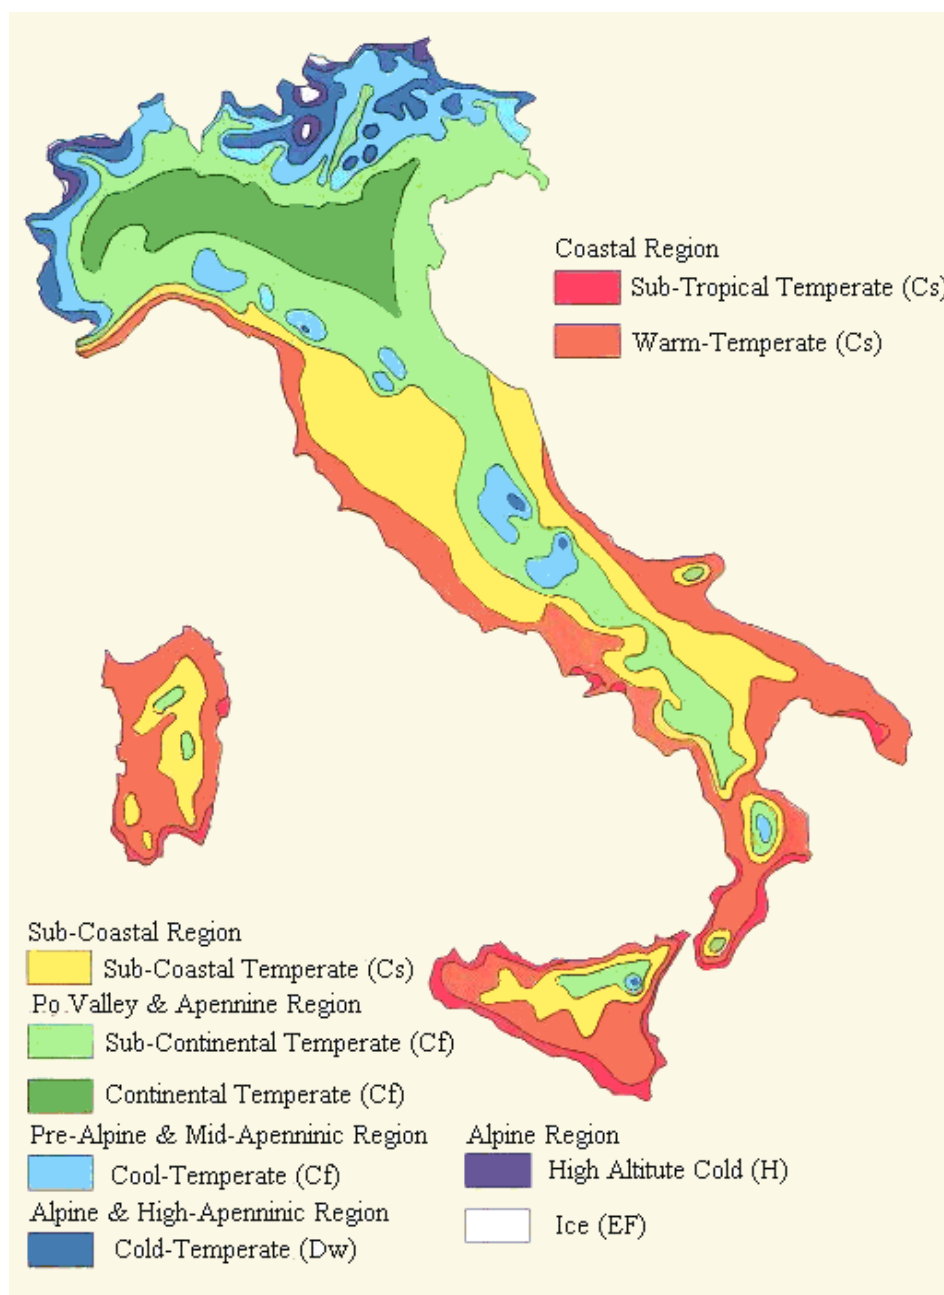 Coastal Region
Sub-Tropical Temperate (Cs)
Warm-Temperate (Cs)
Sub-Coastal Region
Sub-Coastal Temperate (Cs)
Po.Valley & Apennine Region
Sub-Continental Temperate (Cf)
Continental Temperate (Cf)
Pre-Alpine & Mid-Apenninic Region
Cool-Temperate (Cf)
Alpine & High-Apenninic Region
Cold-Temperate (Dw)
Alpine Region
High Altitute Cold (H)
Ice (EF)